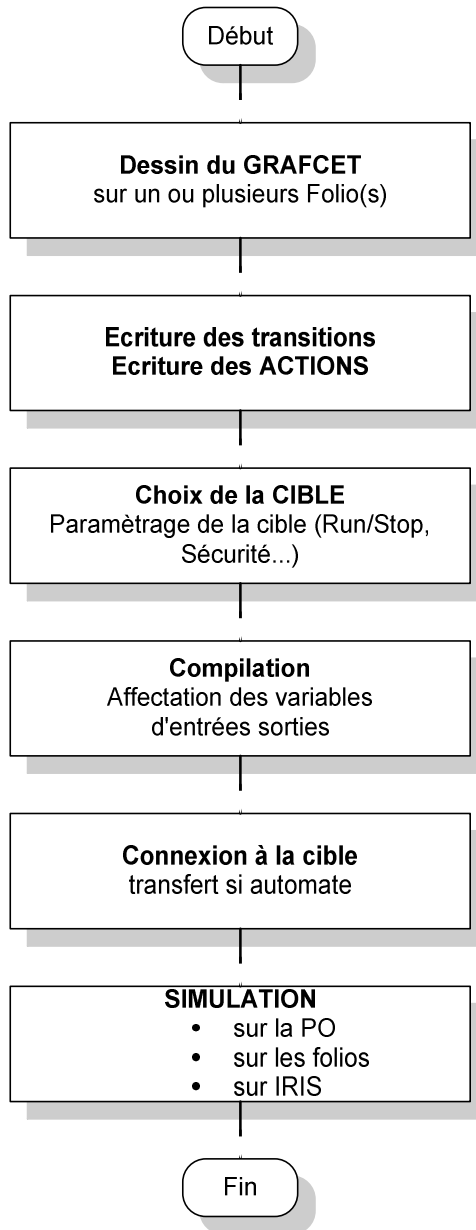 Début
Dessin du GRAFCET
sur un ou plusieurs Folio(s)
Ecriture des transitions
Ecriture des ACTIONS
Choix de la CIBLE
Paramètrage de la cible (Run/Stop,
Sécurité...)
Compilation
Affectation des variables
d'entrées sorties
Connexion à la cible
transfert si automate
SIMULATION
• sur la PO
• sur les folios
• sur IRIS
Fin